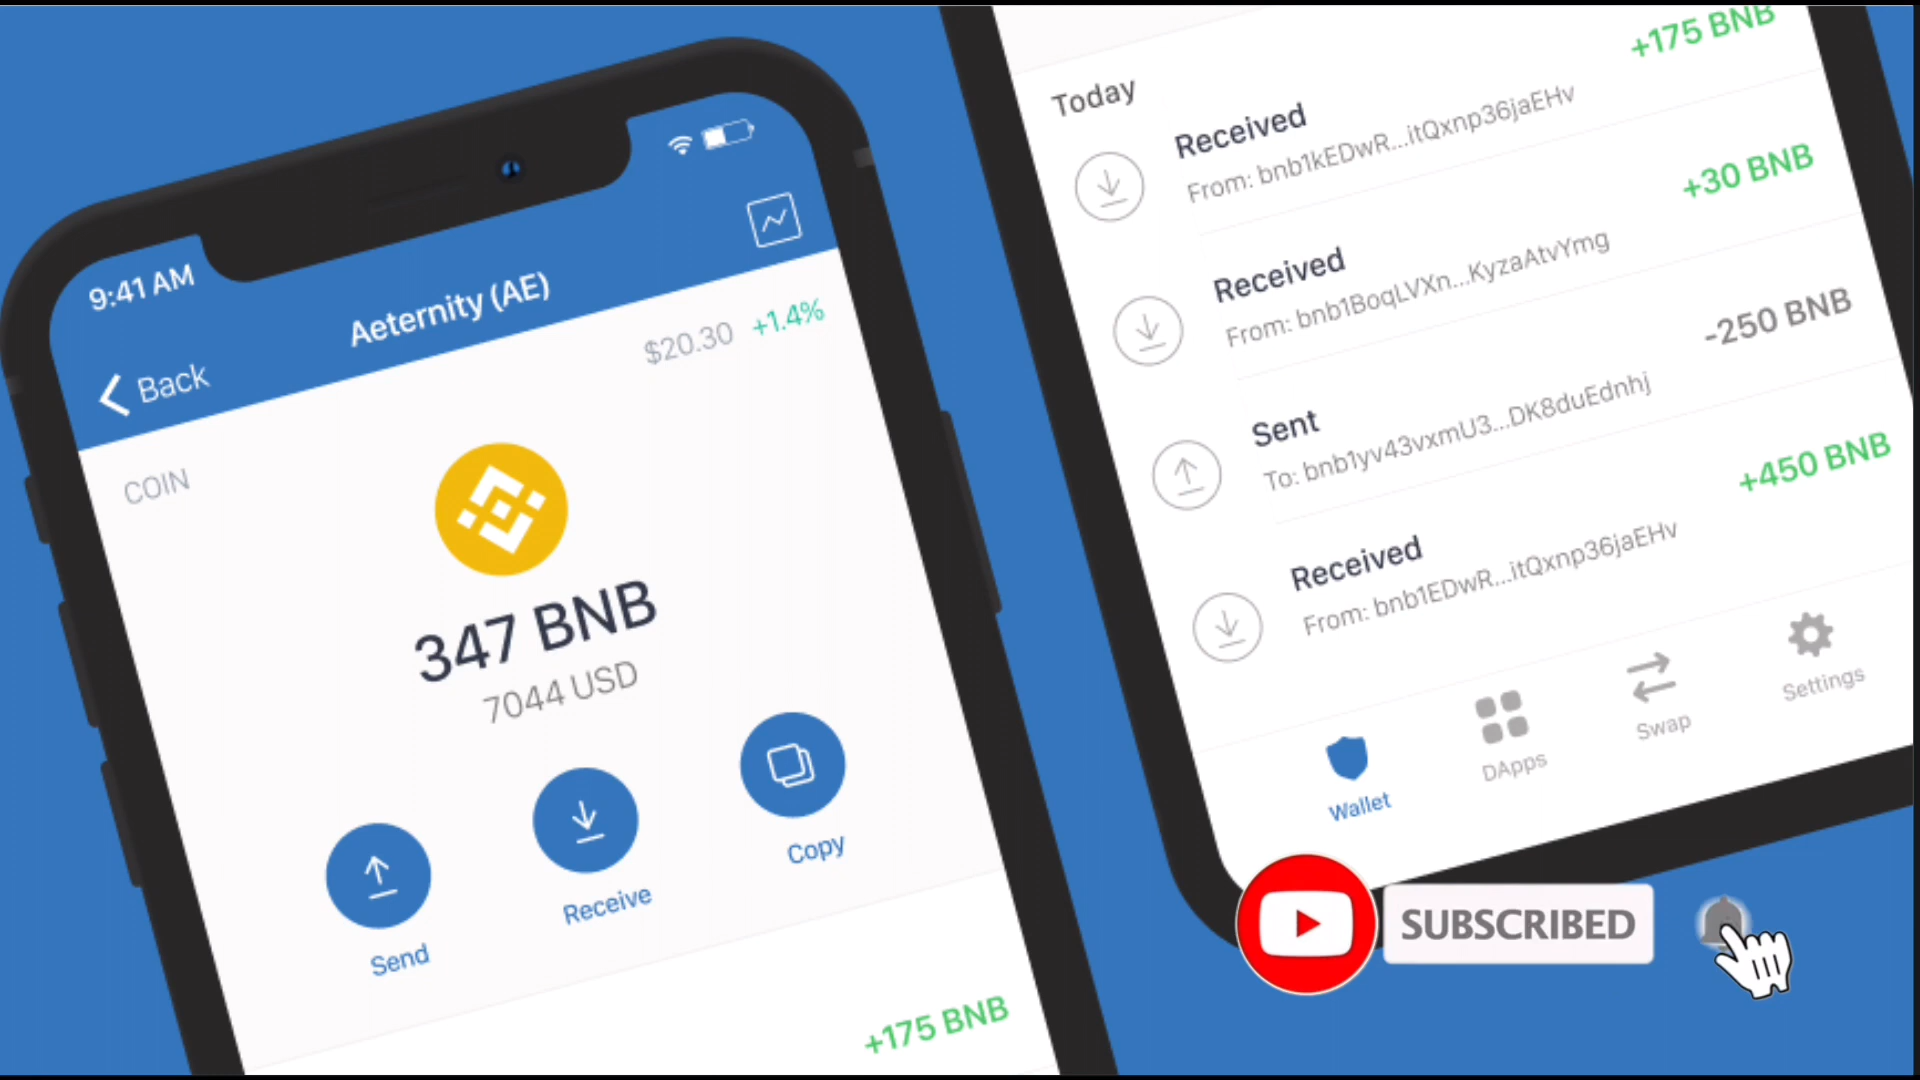 9:41 AM
Back
Aeternity (AE)
$20.30 +1.4%
COIN
347 BNB
7044 USD
Send
Receive
Copy
+175 BNB
+175 BNB
Today
Received
From: bnb1kEDwR...itQxnp36jaEHv
+30 BNB
Received
From: bnb1BoqLVXn...KyzaAtvYmg
-250 BNB
Sent
To: bnb1yv43vxmU3...DK8duEdnhj
+450 BNB
Received
From: bnb1EDwR...itQxnp36jaEHv
Wallet
DApps
Swap
Settings
SUBSCRIBED